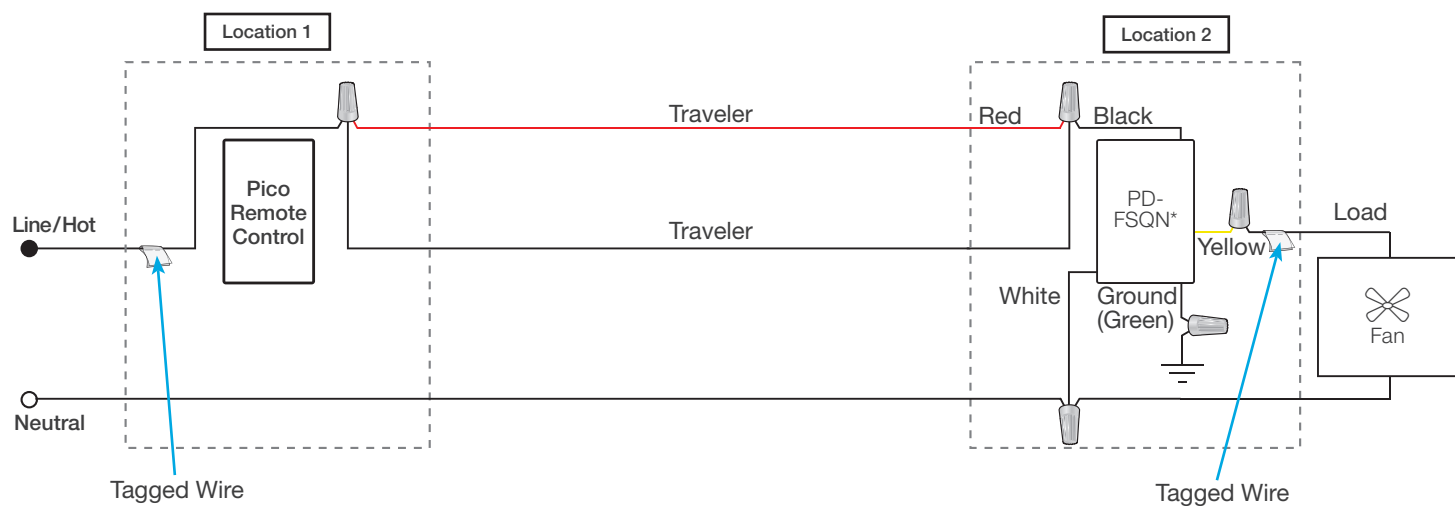 Location 1
Location 2
Traveler
Red
Black
Pico
Remote
Control
PD-
FSQN*
Line/Hot
Traveler
Load
Yellow
White
Ground
(Green)
Fan
Neutral
Tagged Wire
Tagged Wire